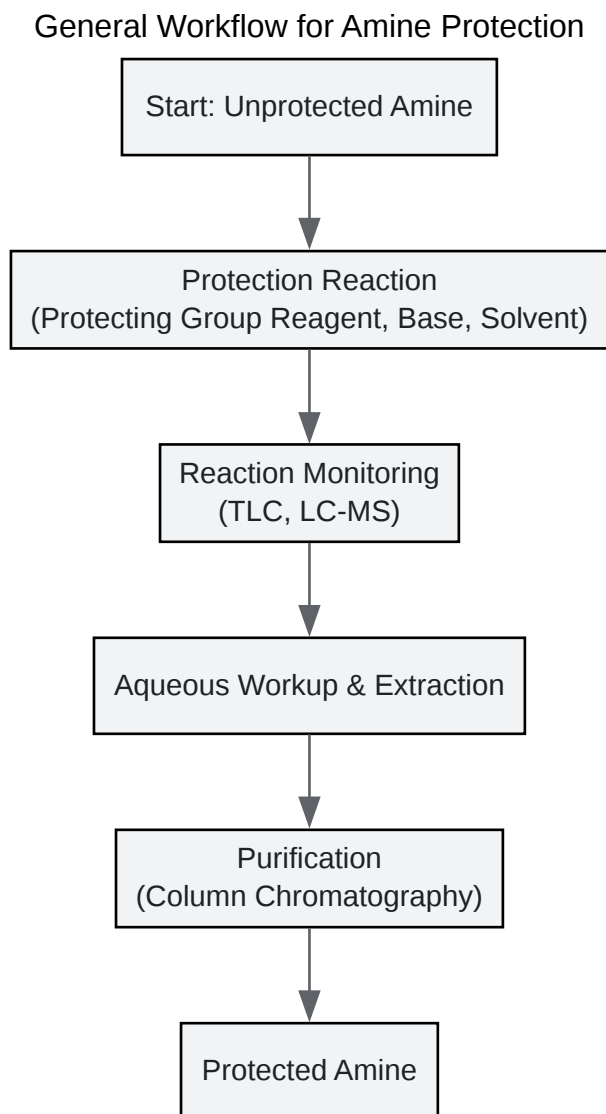 General Workflow for Amine Protection
Start: Unprotected Amine
Protection Reaction
(Protecting Group Reagent, Base, Solvent)
Reaction Monitoring
(TLC, LC-MS)
Aqueous Workup & Extraction
Purification
(Column Chromatography)
Protected Amine